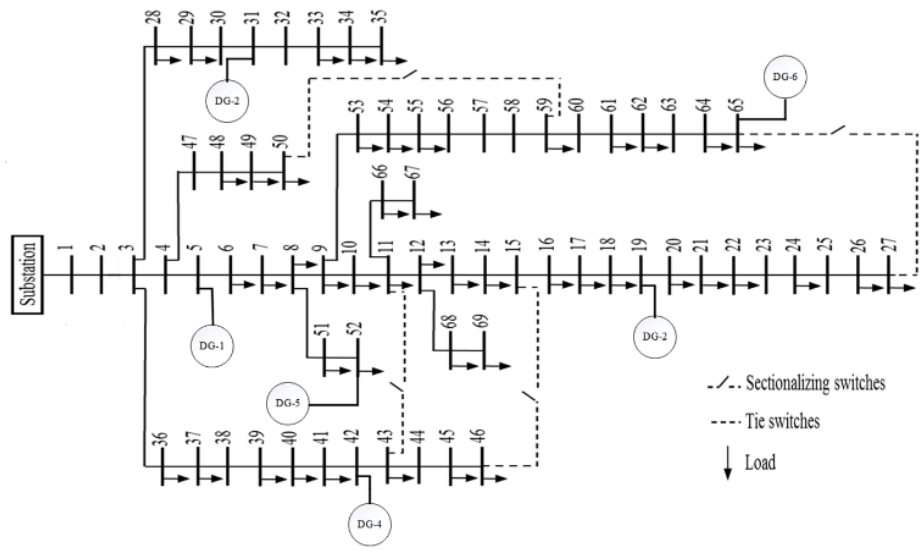 28 29 30 31 32 33 34 35
DG-2
DG-6
53 54 55 56 57 58 59 60 61 62 63 64 65
47 48 49 50
66 67
Substation
1 2 3 4 5 6 7 8 9 10 11 12 13 14 15 16 17 18 19 20 21 22 23 24 25 26 27
DG-1
51 52
68 69
DG-2
DG-5
36 37 38 39 40 41 42 43 44 45 46
DG-4
Sectionalizing switches
Tie switches
Load